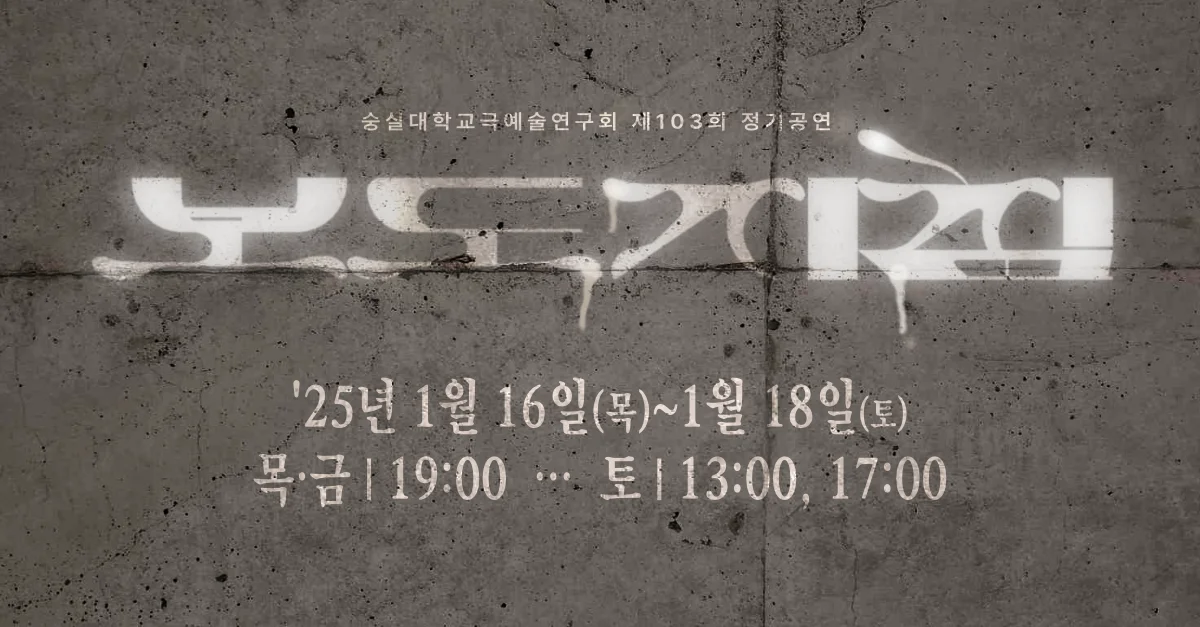 숭실대학교극예술연구회 제103회 정기공연
보도지침
'25년 1월 16일(목)~1월 18일(토)
목·금 | 19:00 ··· 토 | 13:00, 17:00